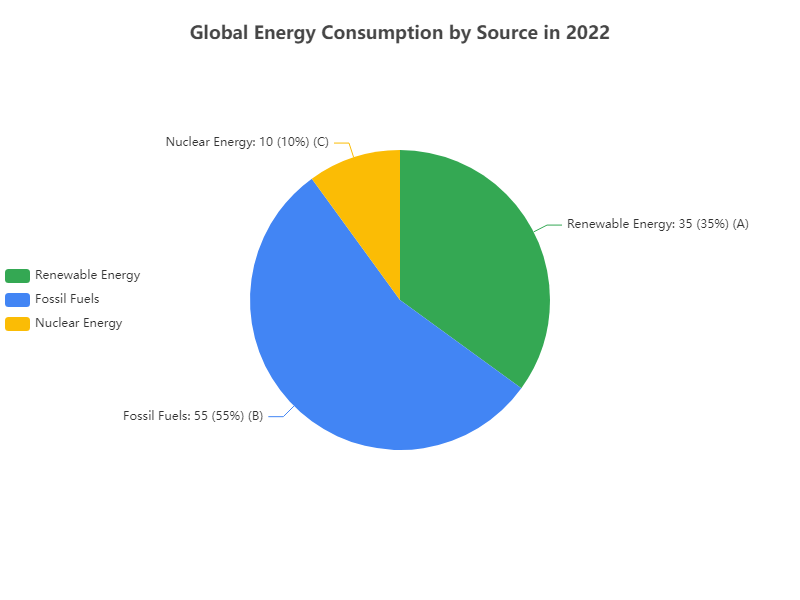 Global Energy Consumption by Source in 2022
Nuclear Energy: 10 (10%) (C)
Renewable Energy: 35 (35%) (A)
Renewable Energy
Fossil Fuels
Nuclear Energy
Fossil Fuels: 55 (55%) (B)